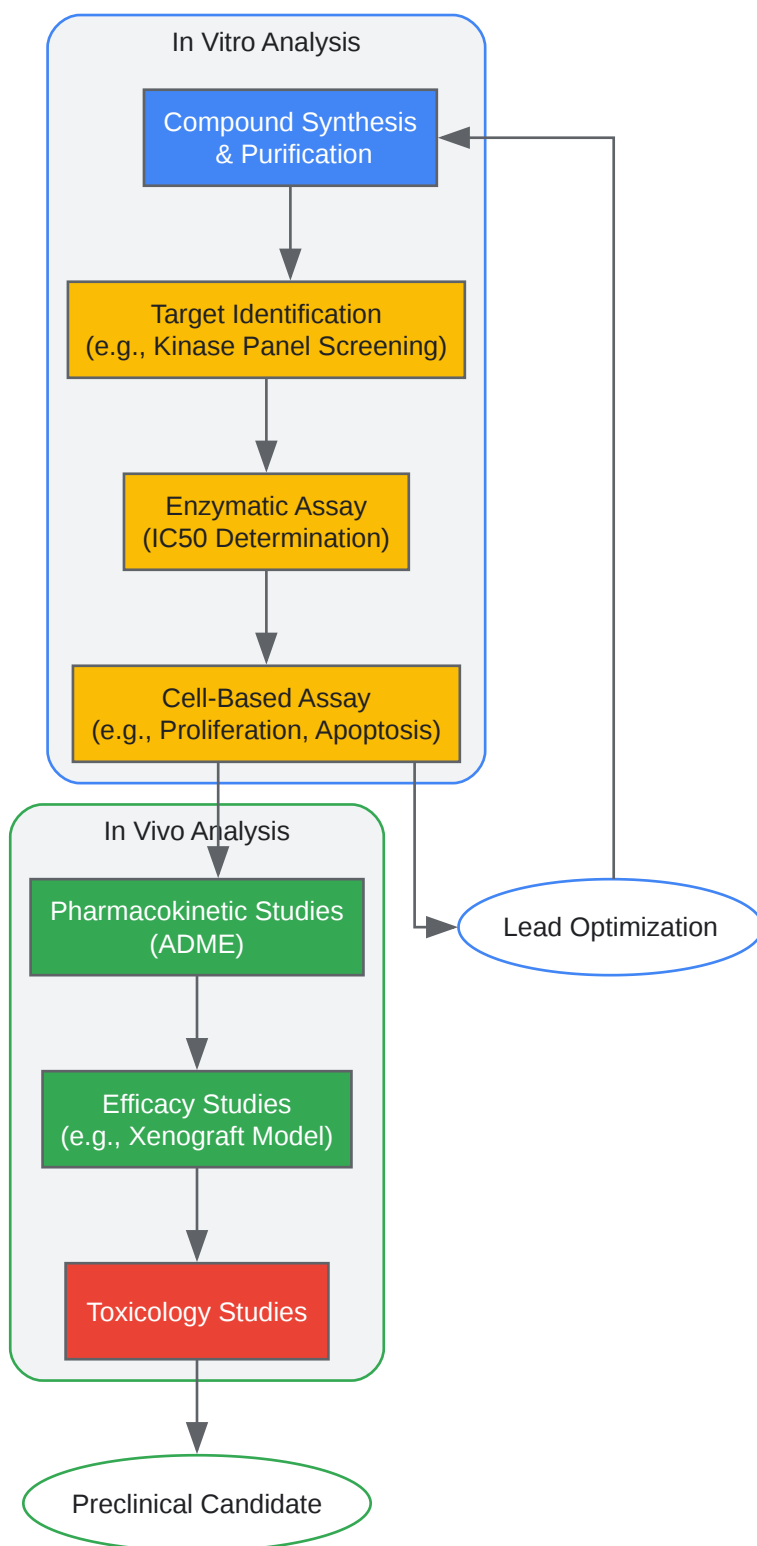 In Vitro Analysis
Compound Synthesis
& Purification
Target Identification
(e.g., Kinase Panel Screening)
Enzymatic Assay
(IC50 Determination)
Cell-Based Assay
(e.g., Proliferation, Apoptosis)
In Vivo Analysis
Pharmacokinetic Studies
(ADME)
Lead Optimization
Efficacy Studies
(e.g., Xenograft Model)
Toxicology Studies
Preclinical Candidate